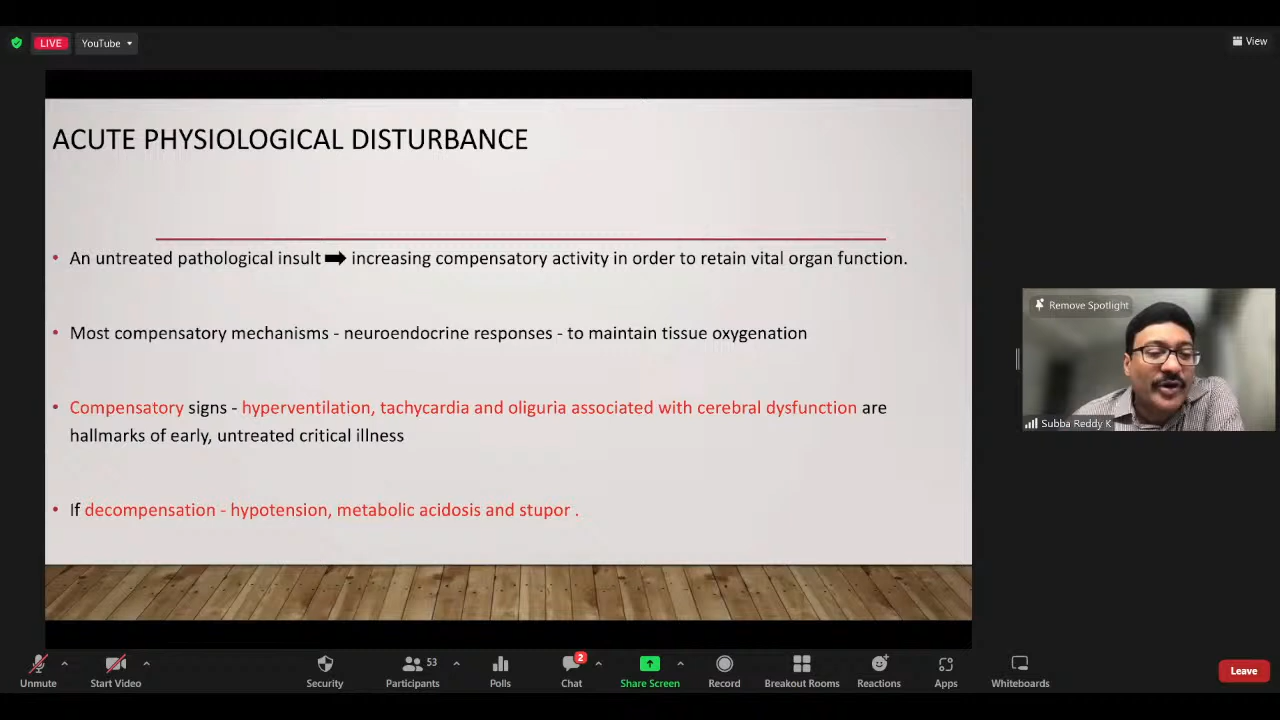 LIVE
YouTube
View
ACUTE PHYSIOLOGICAL DISTURBANCE
• An untreated pathological insult ➡ increasing compensatory activity in order to retain vital organ function.
• Most compensatory mechanisms - neuroendocrine responses - to maintain tissue oxygenation
• Compensatory signs - hyperventilation, tachycardia and oliguria associated with cerebral dysfunction are
hallmarks of early, untreated critical illness
• If decompensation - hypotension, metabolic acidosis and stupor .
Remove Spotlight
Subba Reddy K
Unmute
Start Video
Security
Participants
53
Polls
Chat
2
Share Screen
Record
Breakout Rooms
Reactions
Apps
Whiteboards
Leave